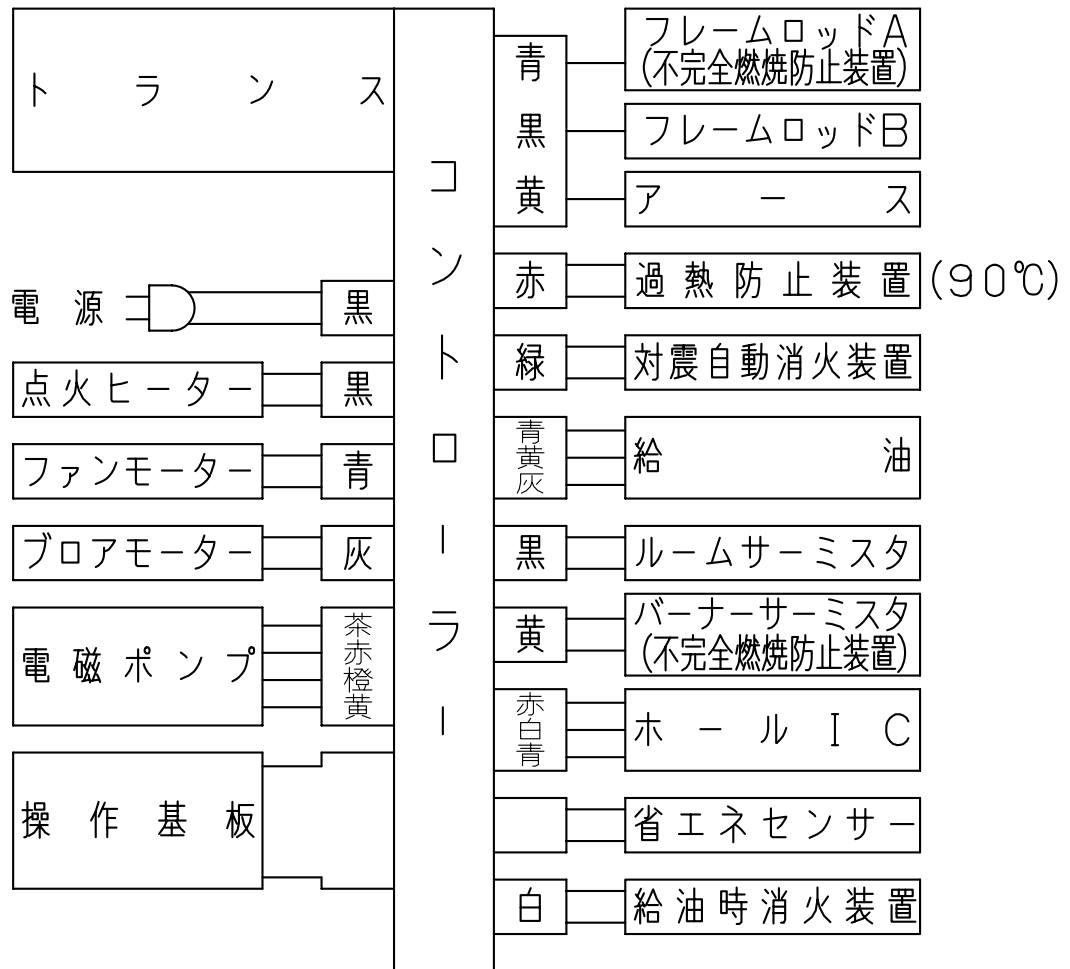 トランス
電源
黒
点火ヒーター
黒
ファンモーター
青
ブロアモーター
灰
電磁ポンプ
茶
赤
橙
黄
操作基板
コントローラー
青
フレームロッドA
(不完全燃焼防止装置)
黒
フレームロッドB
黄
アース
赤
過熱防止装置(90℃)
緑
対震自動消火装置
青
黄
灰
給油
黒
ルームサーミスタ
黄
バーナーサーミスタ
(不完全燃焼防止装置)
赤
白
青
ホールIC
省エネセンサー
白
給油時消火装置